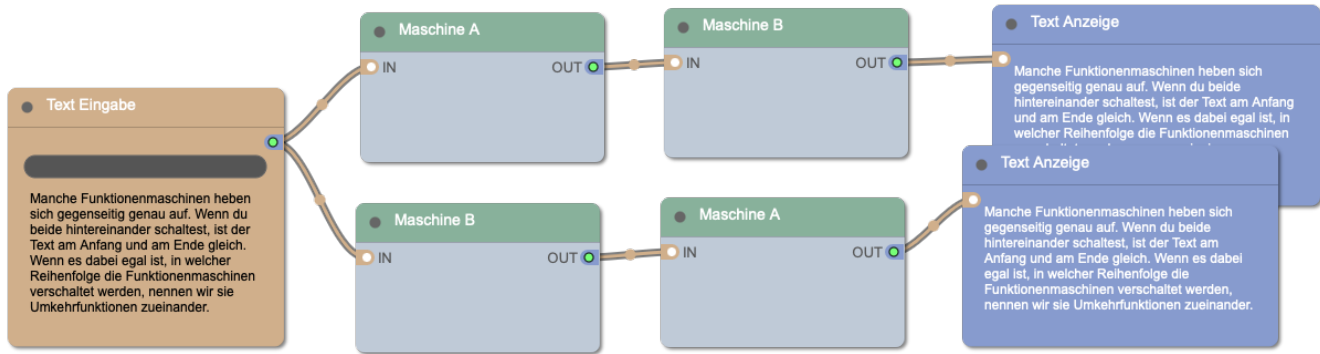 Text Eingabe
Manche Funktionenmaschinen heben
sich gegenseitig genau auf. Wenn du
beide hintereinander schaltest, ist der
Text am Anfang und am Ende gleich.
Wenn es dabei egal ist, in welcher
Reihenfolge die Funktionenmaschinen
verschaltet werden, nennen wir sie
Umkehrfunktionen zueinander.
Maschine A
IN
OUT
Maschine B
IN
OUT
Text Anzeige
Manche Funktionenmaschinen heben sich
gegenseitig genau auf. Wenn du beide
hintereinander schaltest, ist der Text am Anfang
und am Ende gleich. Wenn es dabei egal ist, in
welcher Reihenfolge die Funktionenmaschinen
Maschine B
IN
OUT
Maschine A
IN
OUT
Text Anzeige
Manche Funktionenmaschinen heben sich
gegenseitig genau auf. Wenn du beide
hintereinander schaltest, ist der Text am
Anfang und am Ende gleich. Wenn es dabei
egal ist, in welcher Reihenfolge die
Funktionenmaschinen verschaltet werden,
nennen wir sie Umkehrfunktionen zueinander.